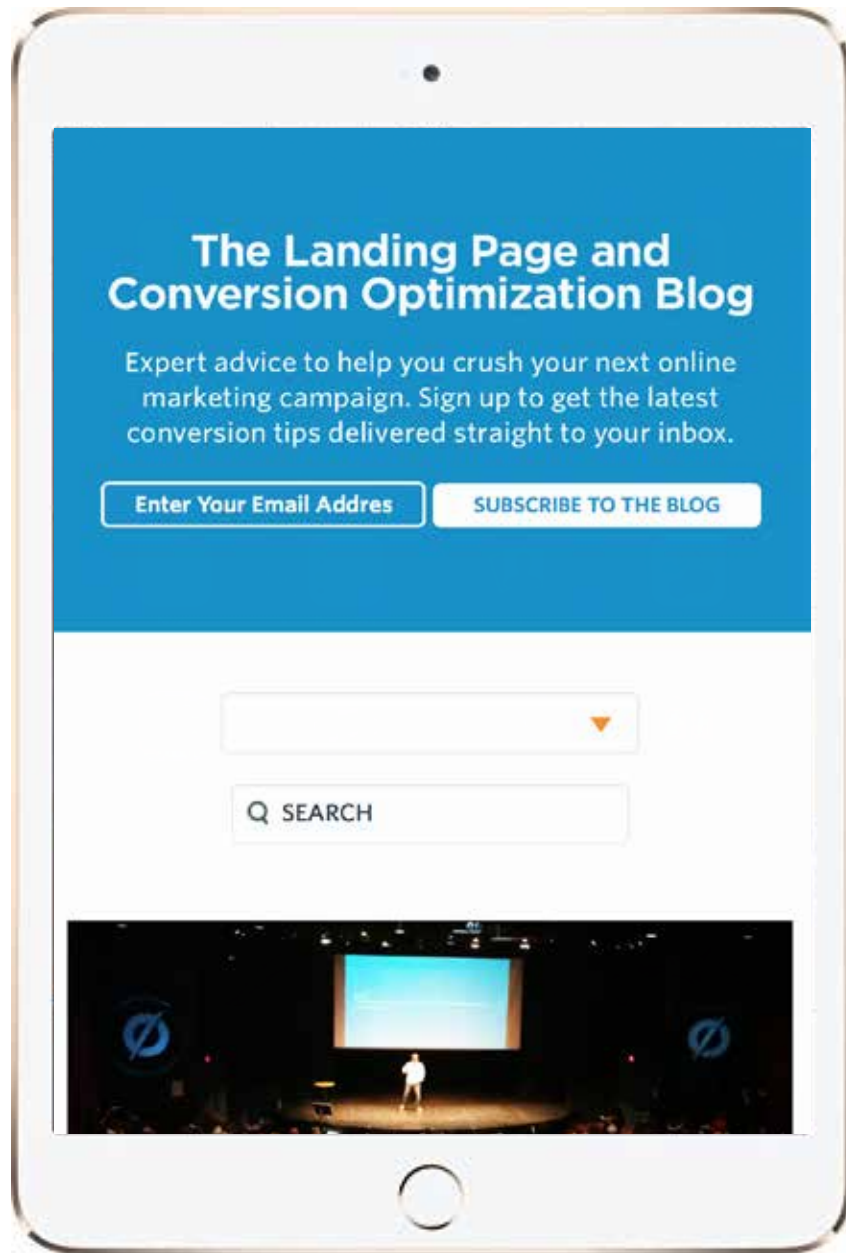 The Landing Page and
Conversion Optimization Blog
Expert advice to help you crush your next online
marketing campaign. Sign up to get the latest
conversion tips delivered straight to your inbox.
Enter Your Email Addres
SUBSCRIBE TO THE BLOG
SEARCH